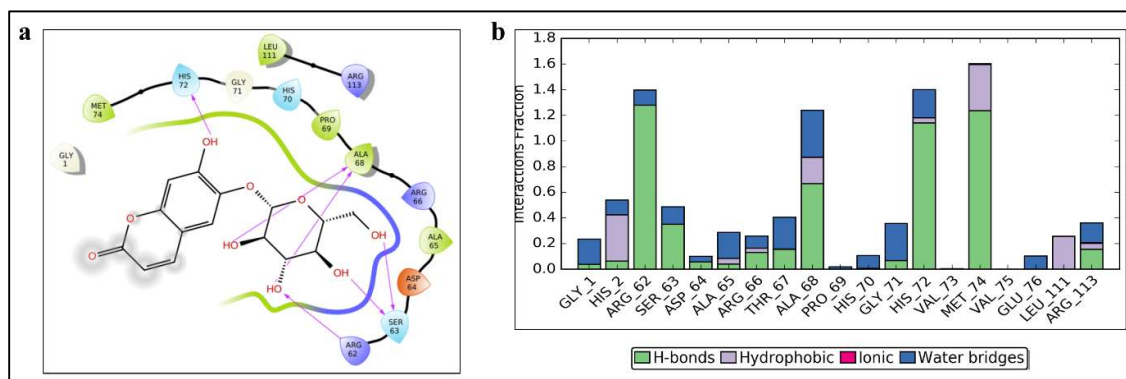 a
LEU
111
ARG
113
HIS
72
GLY
71
HIS
70
MET
74
PRO
69
GLY
1
OH
ALA
68
ARG
66
O
O
O
O
HO
OH
ALA
65
OH
HO
ASP
64
SER
63
ARG
62
b
Interactions Fraction
1.8
1.6
1.4
1.2
1.0
0.8
0.6
0.4
0.2
0.0
GLY_1
HIS_2
ARG_62
SER_63
ASP_64
ALA_65
ARG_66
THR_67
ALA_68
PRO_69
HIS_70
GLY_71
HIS_72
VAL_73
MET_74
VAL_75
GLU_76
LEU_111
ARG_113
H-bonds Hydrophobic Ionic Water bridges